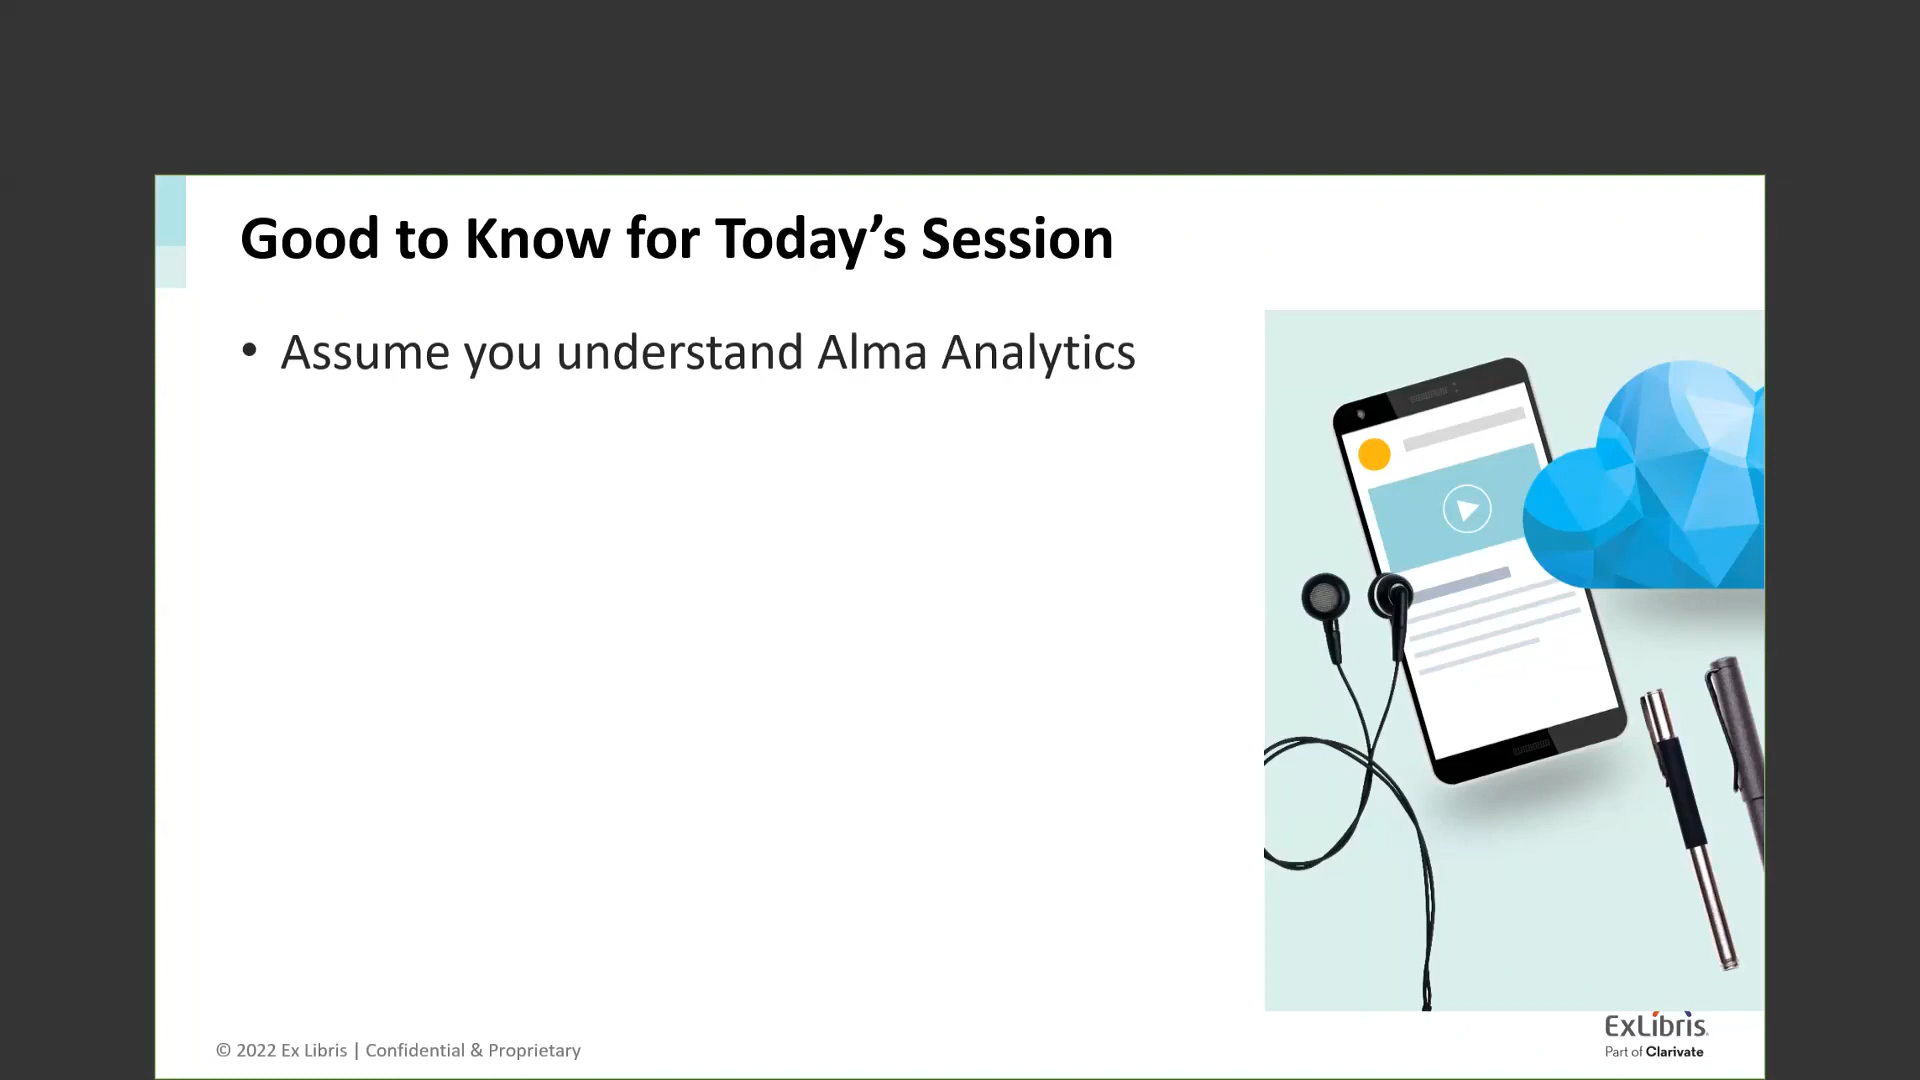 Good to Know for Today’s Session
• Assume you understand Alma Analytics
© 2022 Ex Libris | Confidential & Proprietary
ExLibris
Part of Clarivate